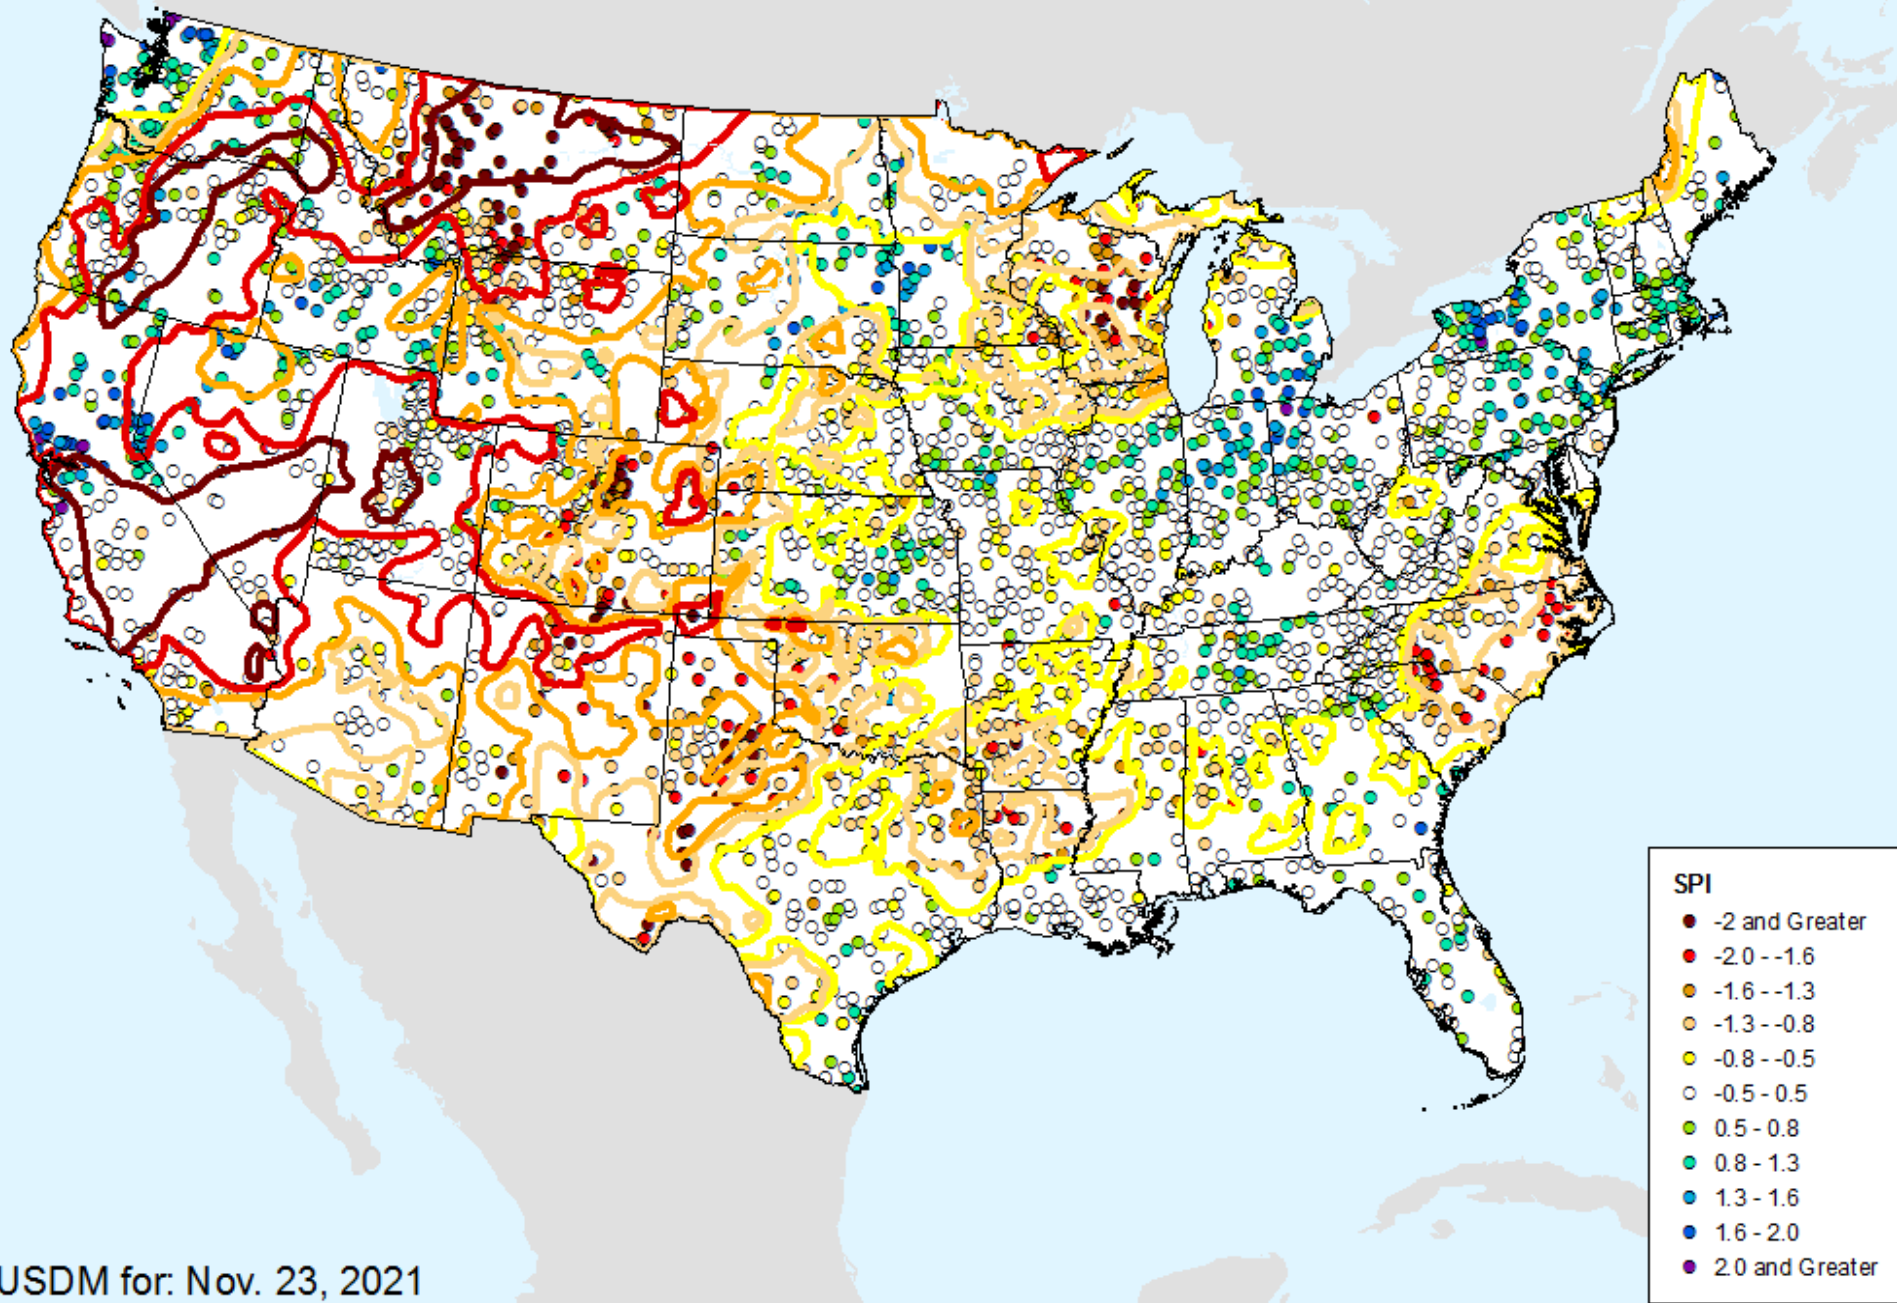 SPI
-2 and Greater
-2.0 - -1.6
-1.6 - -1.3
-1.3 - -0.8
-0.8 - -0.5
-0.5 - 0.5
0.5 - 0.8
0.8 - 1.3
1.3 - 1.6
1.6 - 2.0
2.0 and Greater
USDM for: Nov. 23, 2021